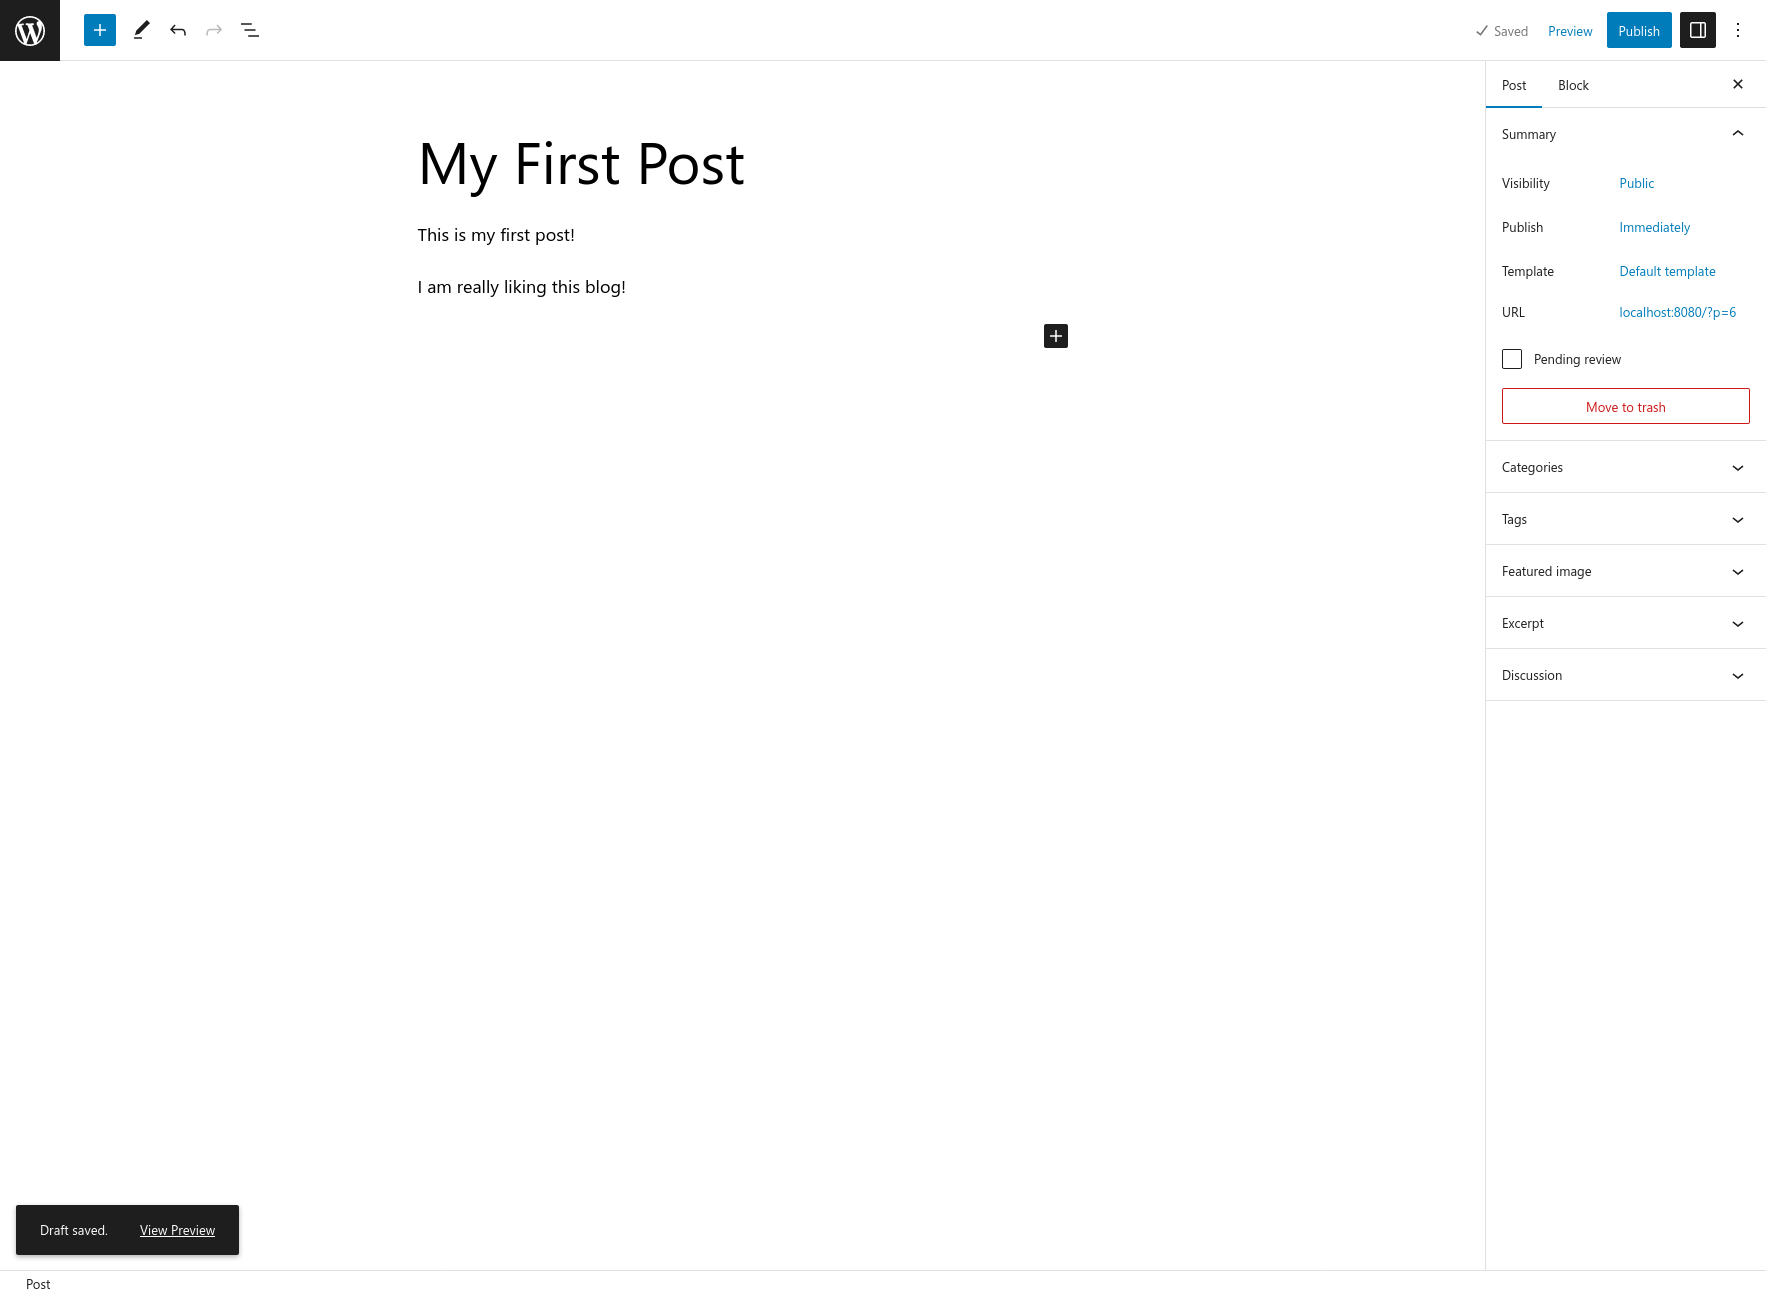 Saved Preview Publish
Post Block
My First Post
This is my first post!
I am really liking this blog!
Summary
Visibility Public
Publish Immediately
Template Default template
URL localhost:8080/?p=6
Pending review
Move to trash
Categories
Tags
Featured image
Excerpt
Discussion
Draft saved. View Preview
Post